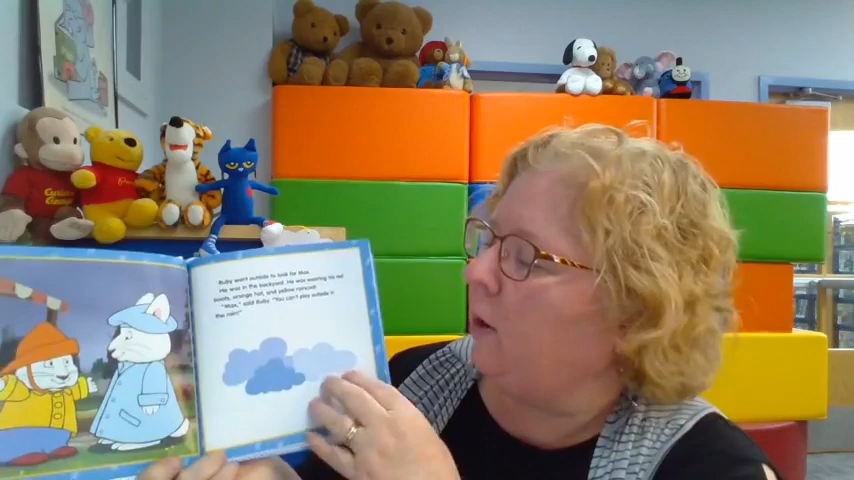 Curious
George
Ruby went outside to look for Max.
He was in the backyard. He was wearing his red
boots, orange hat, and yellow raincoat.
"Max," said Ruby. "You can't play outside in
the rain!"